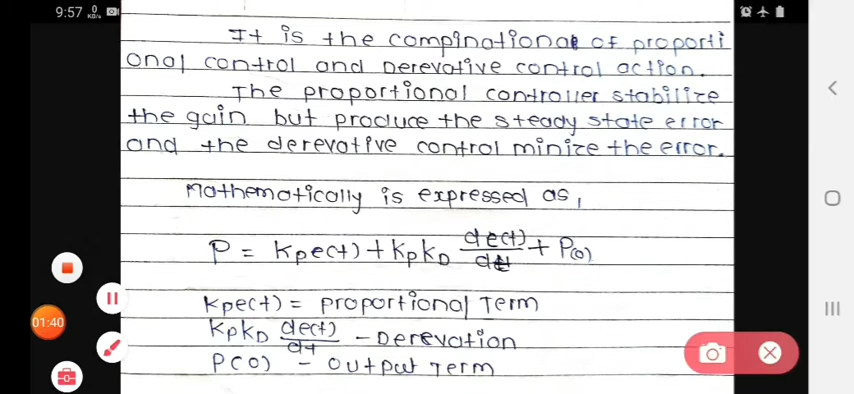 9:57 0 KB/s
It is the compinational of proporti
onal control and Derevative control action.
The proportional controller stabilize
the gain but produce the steady state error
and the derevative control minize the error.
Mathematically is expressed as,
P = Kpe(t) + KpKD de(t)/dt + P(o)
Kpe(t) = proportional Term
KpKD de(t)/dt - Derevation
P(O) - output Term
01:40